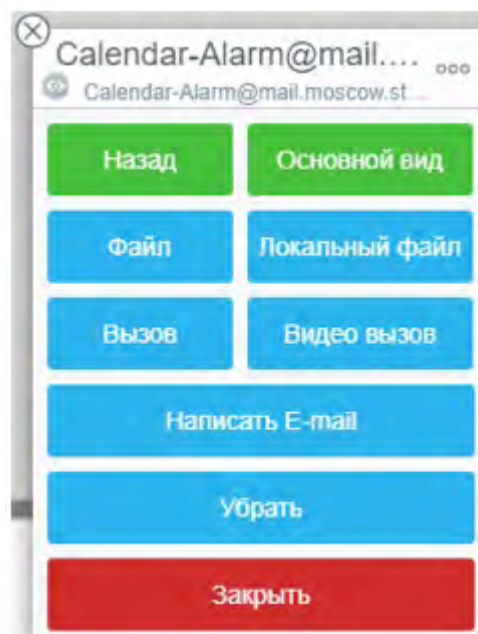 Calendar-Alarm@mail....
Calendar-Alarm@mail.moscow.st...
Назад Основной вид
Файл Локальный файл
Вызов Видео вызов
Написать E-mail
Убрать
Закрыть